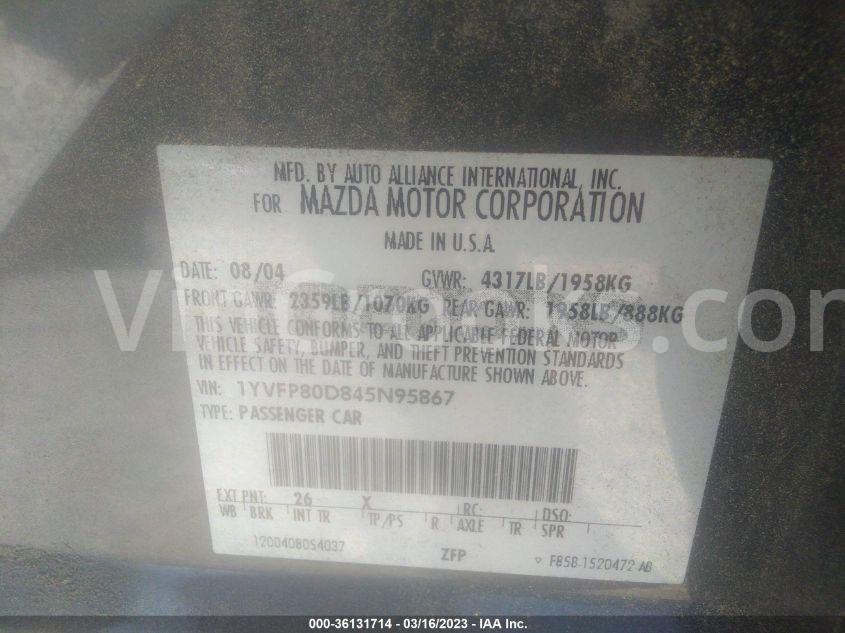 MFD. BY AUTO ALLIANCE INTERNATIONAL, INC.
FOR MAZDA MOTOR CORPORATION
MADE IN U.S.A.
DATE: 08/04 GVWR: 4317LB/1958KG
FRONT GAWR: 2359LB/1070KG REAR GAWR: 1958LB/888KG
THIS VEHICLE CONFORMS TO ALL APPLICABLE FEDERAL MOTOR
VEHICLE SAFETY, BUMPER, AND THEFT PREVENTION STANDARDS
IN EFFECT ON THE DATE OF MANUFACTURE SHOWN ABOVE.
VIN: 1YVFP80D845N95867
TYPE: PASSENGER CAR
EXT PNT: 26 X RC: DSO:
WB BRK INT TR TP/PS R AXLE TR SPR
1200408054037 ZFP F85B-1520472-AB
000-36131714 - 03/16/2023 - IAA Inc.